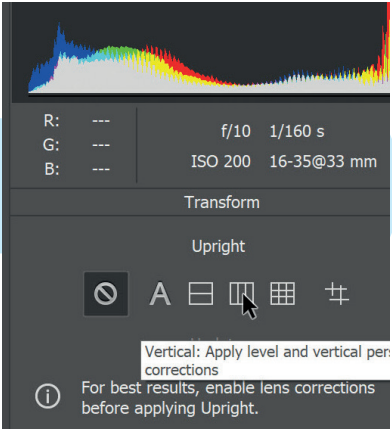 R: ---
G: ---
B: ---
f/10 1/160 s
ISO 200 16-35@33 mm
Transform
Upright
A
Vertical: Apply level and vertical pers
corrections
For best results, enable lens corrections
before applying Upright.